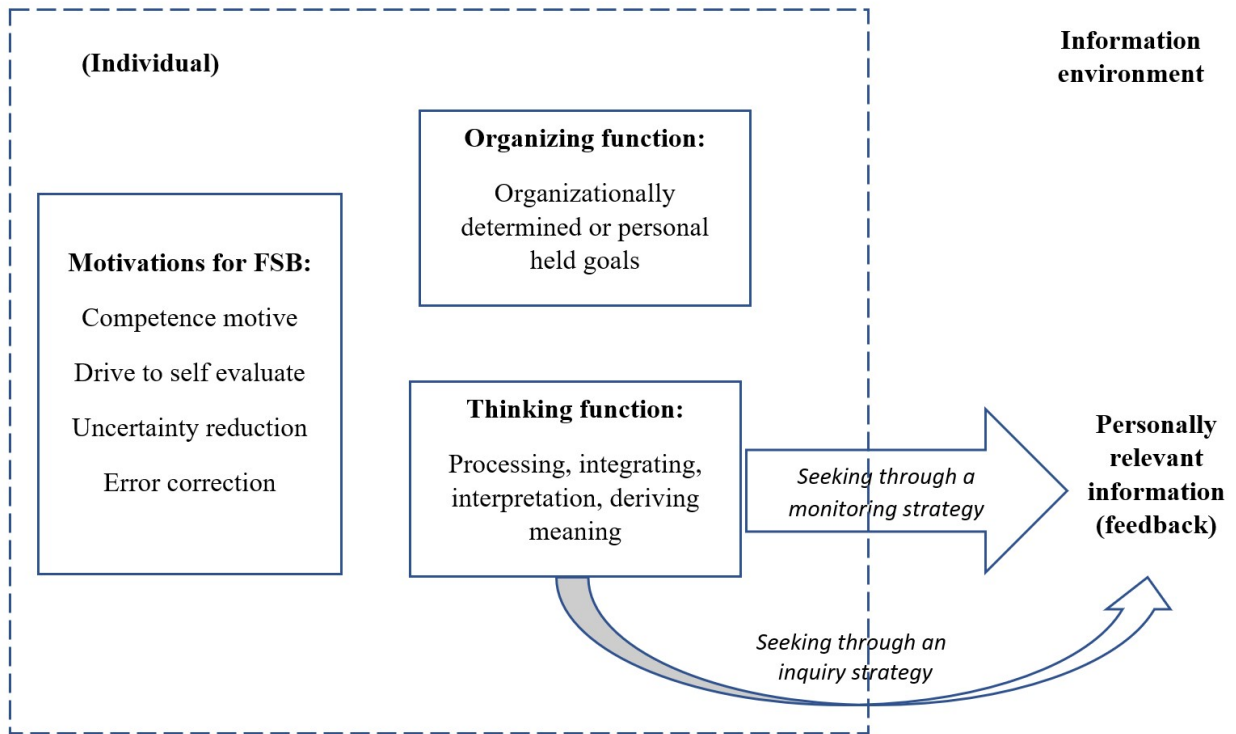 (Individual)
Information
environment
Organizing function:
Organizationally
determined or personal
held goals
Motivations for FSB:
Competence motive
Drive to self evaluate
Uncertainty reduction
Error correction
Thinking function:
Processing, integrating,
interpretation, deriving
meaning
Seeking through a
monitoring strategy
Personally
relevant
information
(feedback)
Seeking through an
inquiry strategy